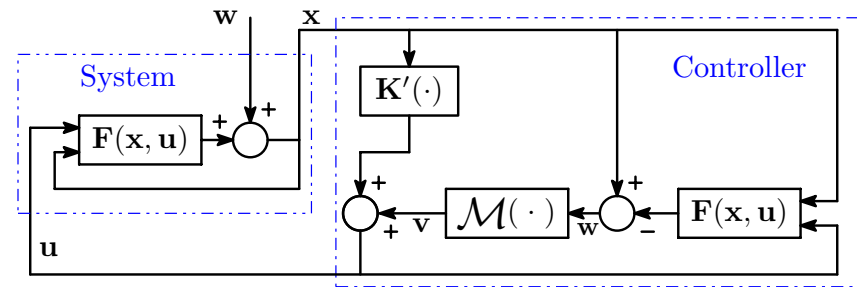 w
x
System
Controller
K′(·)
+
+
F(x, u)
+
+
M(·)
w
−
F(x, u)
+
v
+
u